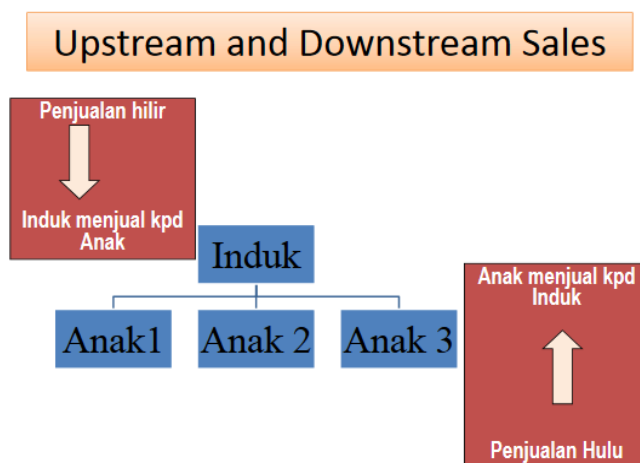 Upstream and Downstream Sales
Penjualan hilir
Induk menjual kpd
Anak
Induk
Anak1
Anak 2
Anak 3
Anak menjual kpd
Induk
Penjualan Hulu